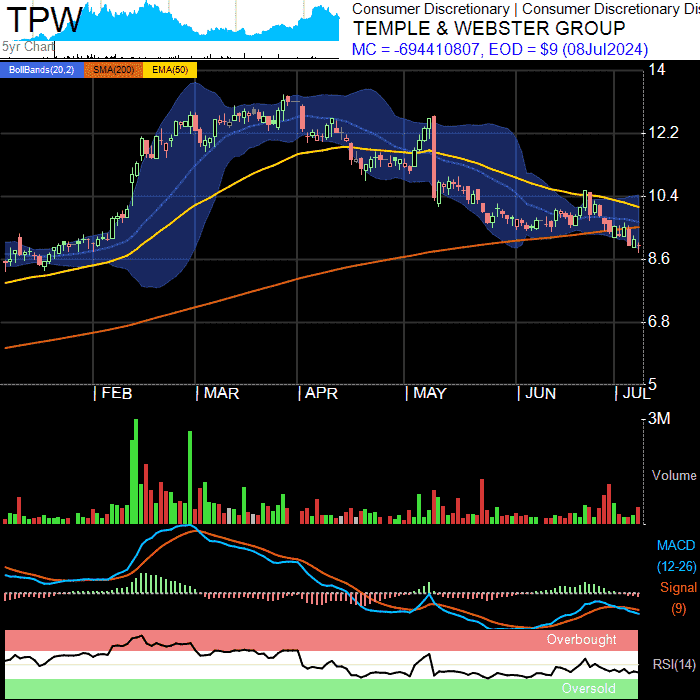 TPW
5yr Chart
Consumer Discretionary | Consumer Discretionary Dis
TEMPLE & WEBSTER GROUP
MC = -694410807, EOD = $9 (08Jul2024)
BollBands(20,2) SMA(200) EMA(50)
14
12.2
10.4
8.6
6.8
5
| FEB | MAR | APR | MAY | JUN | JUL
3M
Volume
MACD
(12-26)
Signal
(9)
Overbought
RSI(14)
Oversold